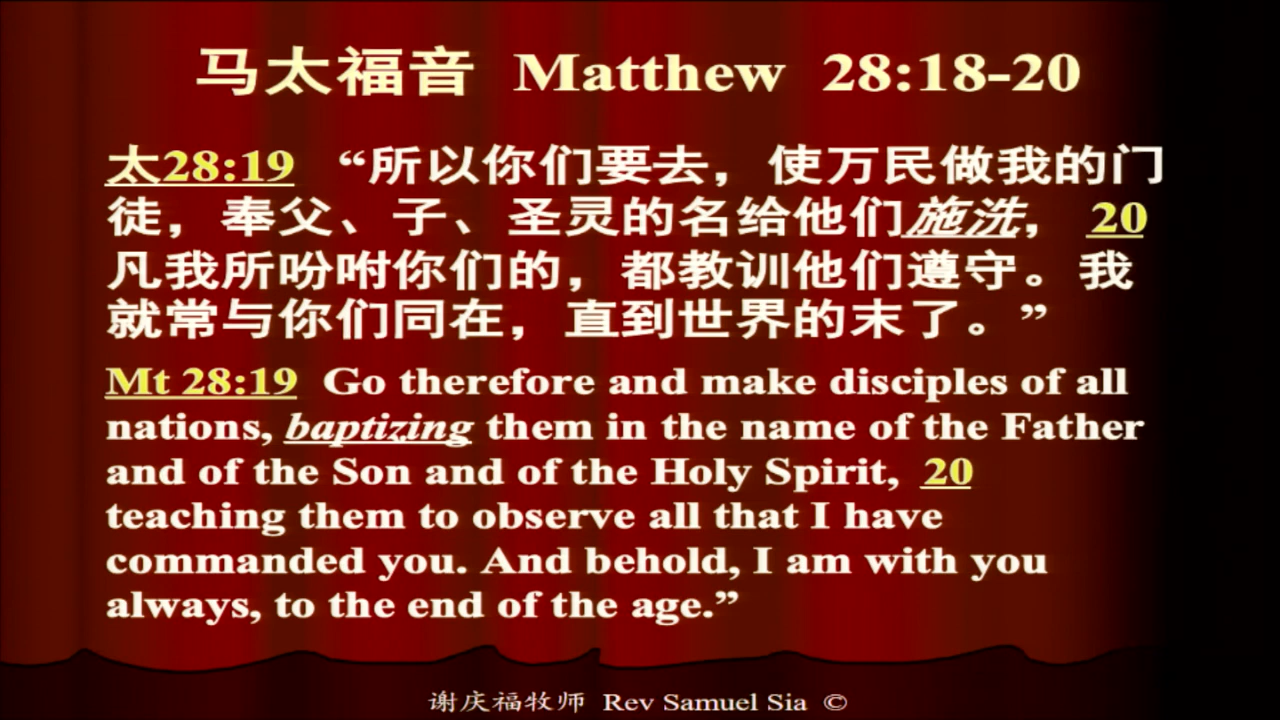 马太福音 Matthew 28:18-20
太28:19 “所以你们要去，使万民做我的门
徒，奉父、子、圣灵的名给他们施洗， 20
凡我所吩咐你们的，都教训他们遵守。我
就常与你们同在，直到世界的末了。”
Mt 28:19 Go therefore and make disciples of all
nations, baptizing them in the name of the Father
and of the Son and of the Holy Spirit, 20
teaching them to observe all that I have
commanded you. And behold, I am with you
always, to the end of the age.”
谢庆福牧师 Rev Samuel Sia ©